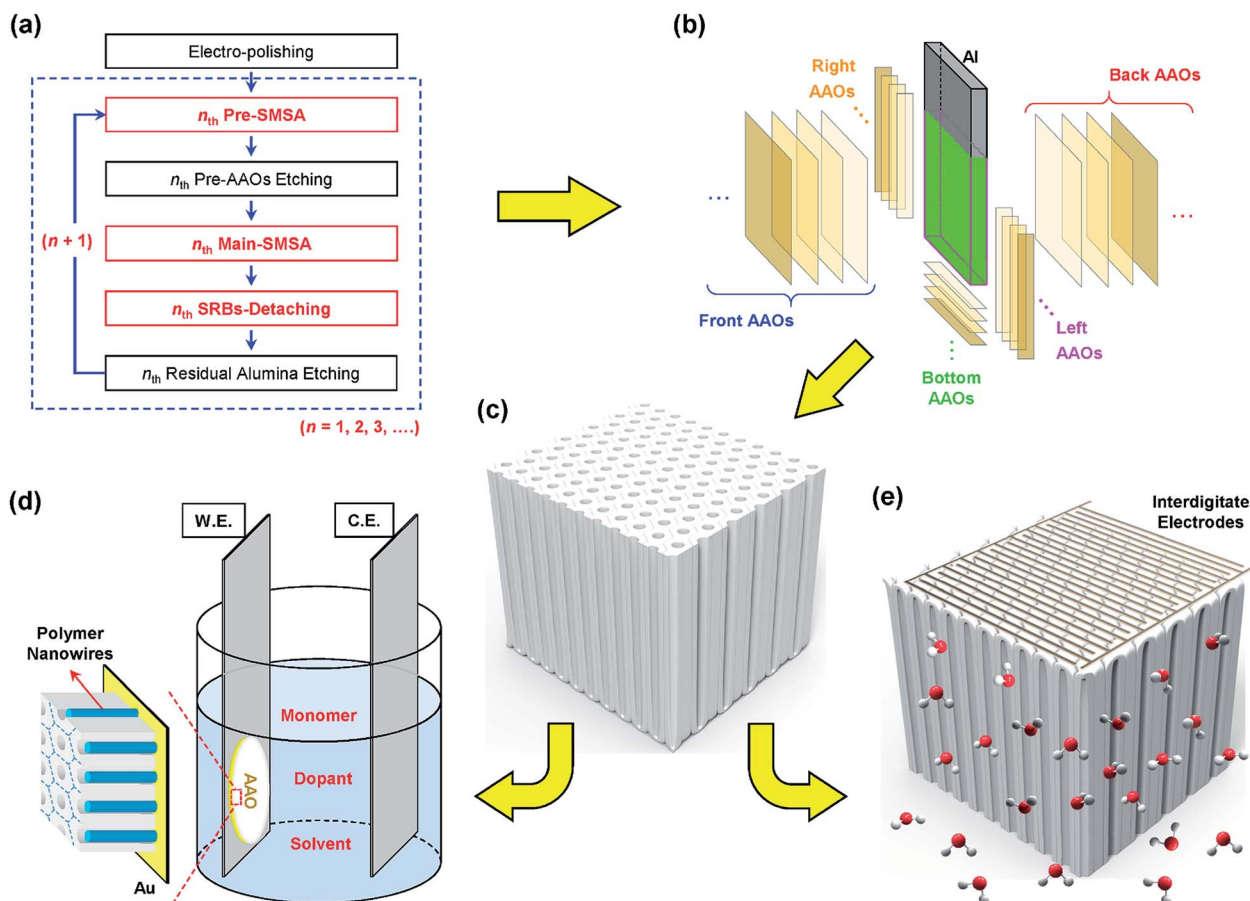 (a)
Electro-polishing
nth Pre-SMSA
nth Pre-AAOs Etching
(n + 1)
nth Main-SMSA
nth SRBs-Detaching
nth Residual Alumina Etching
(n = 1, 2, 3, ....)
(b)
Al
Right
AAOs
Back AAOs
...
...
Front AAOs
Left
AAOs
Bottom
AAOs
(c)
(d)
W.E.
C.E.
Polymer
Nanowires
Monomer
AAO
Dopant
Solvent
Au
(e)
Interdigitate
Electrodes